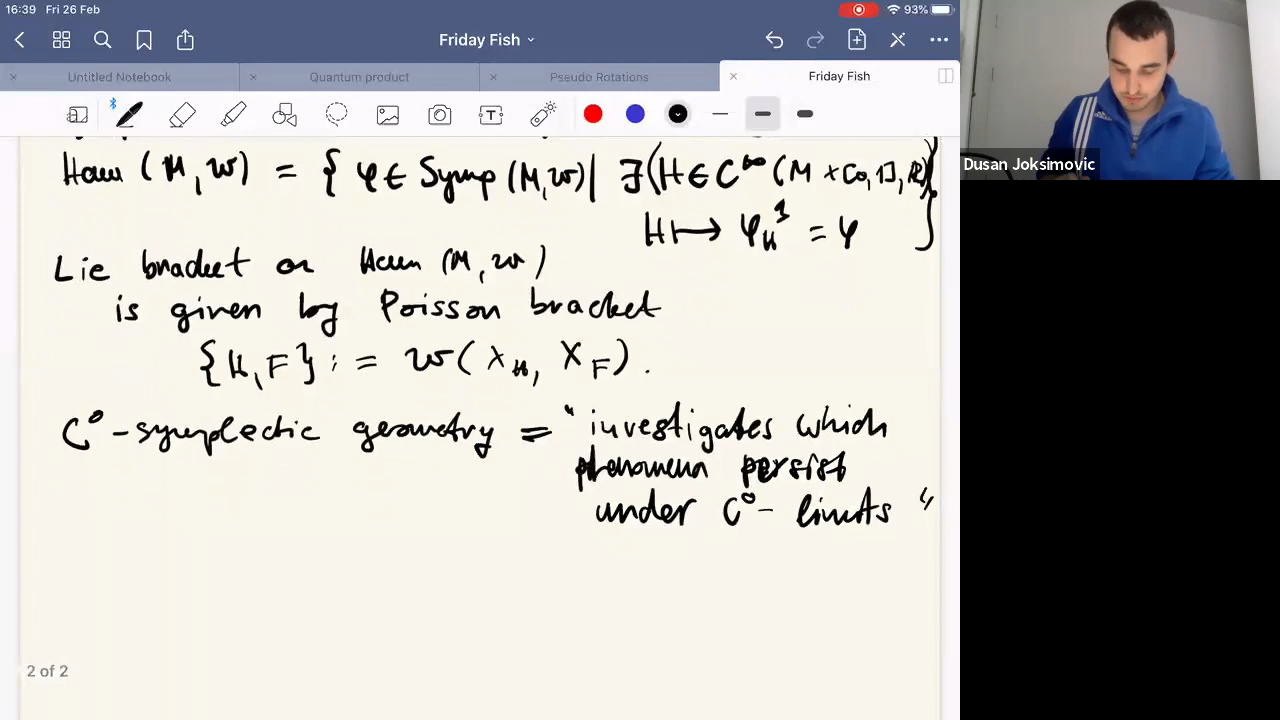 16:39 Fri 26 Feb
93%
Friday Fish
Untitled Notebook
Quantum product
Pseudo Rotations
Friday Fish
Dusan Joksimovic
Ham (M, ω) = { φ ∈ Symp (M, ω) | ∃ (H ∈ C^∞ (M × [0, 1], ℝ)
H ⟼ φ_H^1 = φ }
Lie bracket on Ham (M, ω)
is given by Poisson bracket
{H, F} := ω( X_H, X_F ) .
C⁰ - symplectic geometry = " investigates which
phenomena persist
under C⁰ - limits "
2 of 2